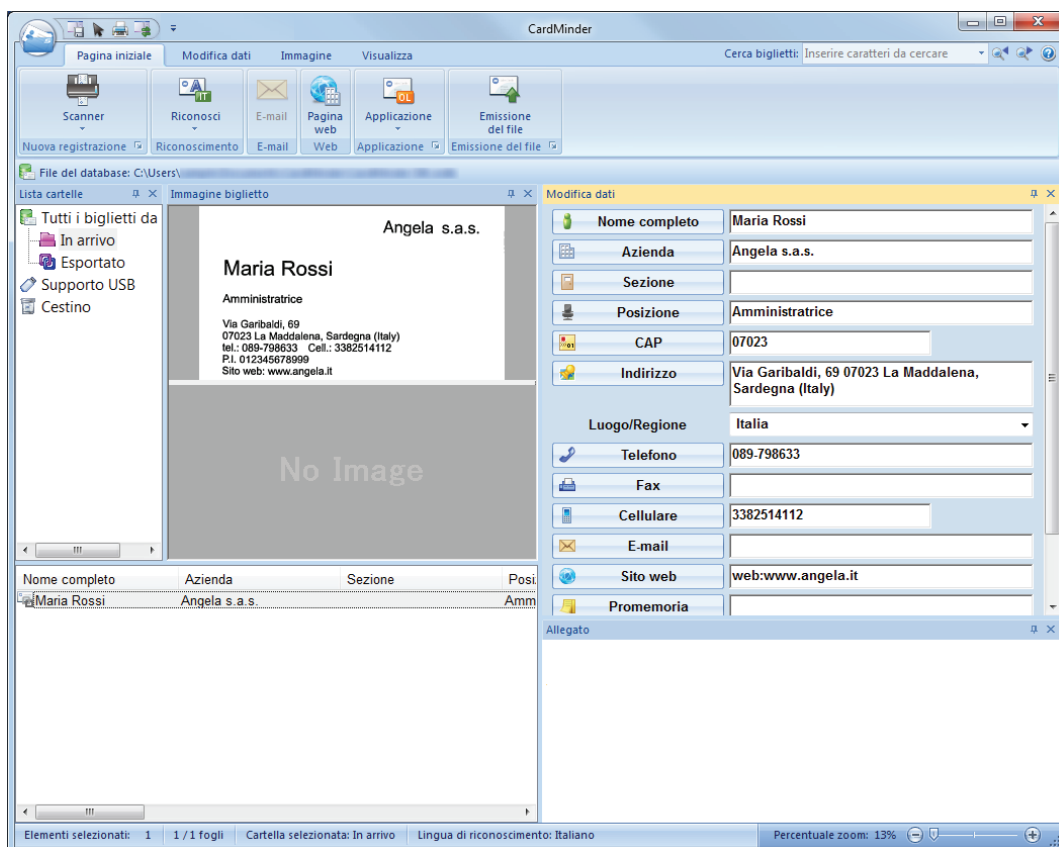 CardMinder
Pagina iniziale
Modifica dati
Immagine
Visualizza
Cerca biglietti:
Inserire caratteri da cercare
Scanner
Riconosci
E-mail
Pagina
web
Applicazione
Emissione
del file
Nuova registrazione
Riconoscimento
E-mail
Web
Applicazione
Emissione del file
File del database: C:\Users\
Lista cartelle
Tutti i biglietti da
In arrivo
Esportato
Supporto USB
Cestino
Immagine biglietto
Angela s.a.s.
Maria Rossi
Amministratrice
Via Garibaldi, 69
07023 La Maddalena, Sardegna (Italy)
tel.: 089-798633 Cell.: 3382514112
P.I. 012345678999
Sito web: www.angela.it
No Image
Modifica dati
Nome completo Maria Rossi
Azienda Angela s.a.s.
Sezione
Posizione Amministratrice
CAP 07023
Indirizzo Via Garibaldi, 69 07023 La Maddalena,
Sardegna (Italy)
Luogo/Regione Italia
Telefono 089-798633
Fax
Cellulare 3382514112
E-mail
Sito web web:www.angela.it
Promemoria
Nome completo Azienda Sezione Posi
Maria Rossi Angela s.a.s. Amm
Allegato
Elementi selezionati: 1
1 / 1 fogli
Cartella selezionata: In arrivo
Lingua di riconoscimento: Italiano
Percentuale zoom: 13%